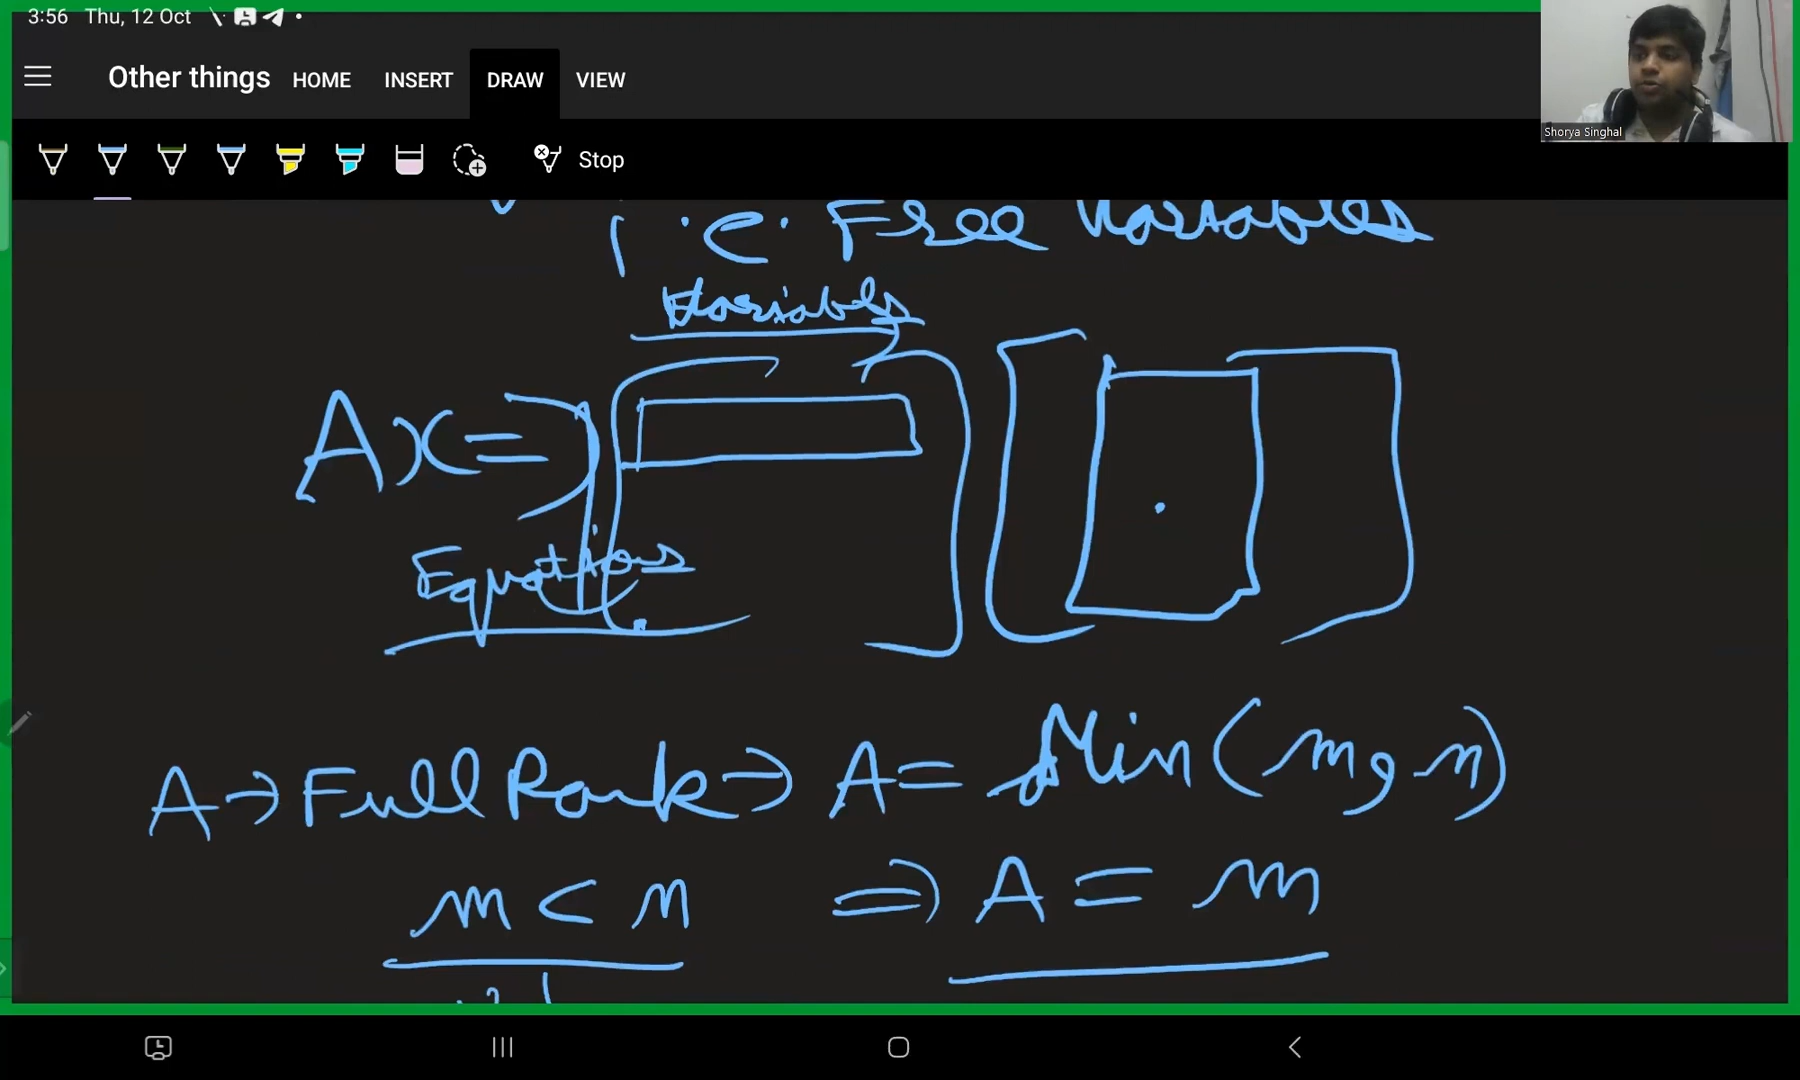 3:56 Thu, 12 Oct
Shorya Singhal
Other things HOME INSERT DRAW VIEW
Stop
i.e. Free Variables
Variables
Ax =>
Equations
A → Full Rank → A = Min(m, n)
m < n => A = m